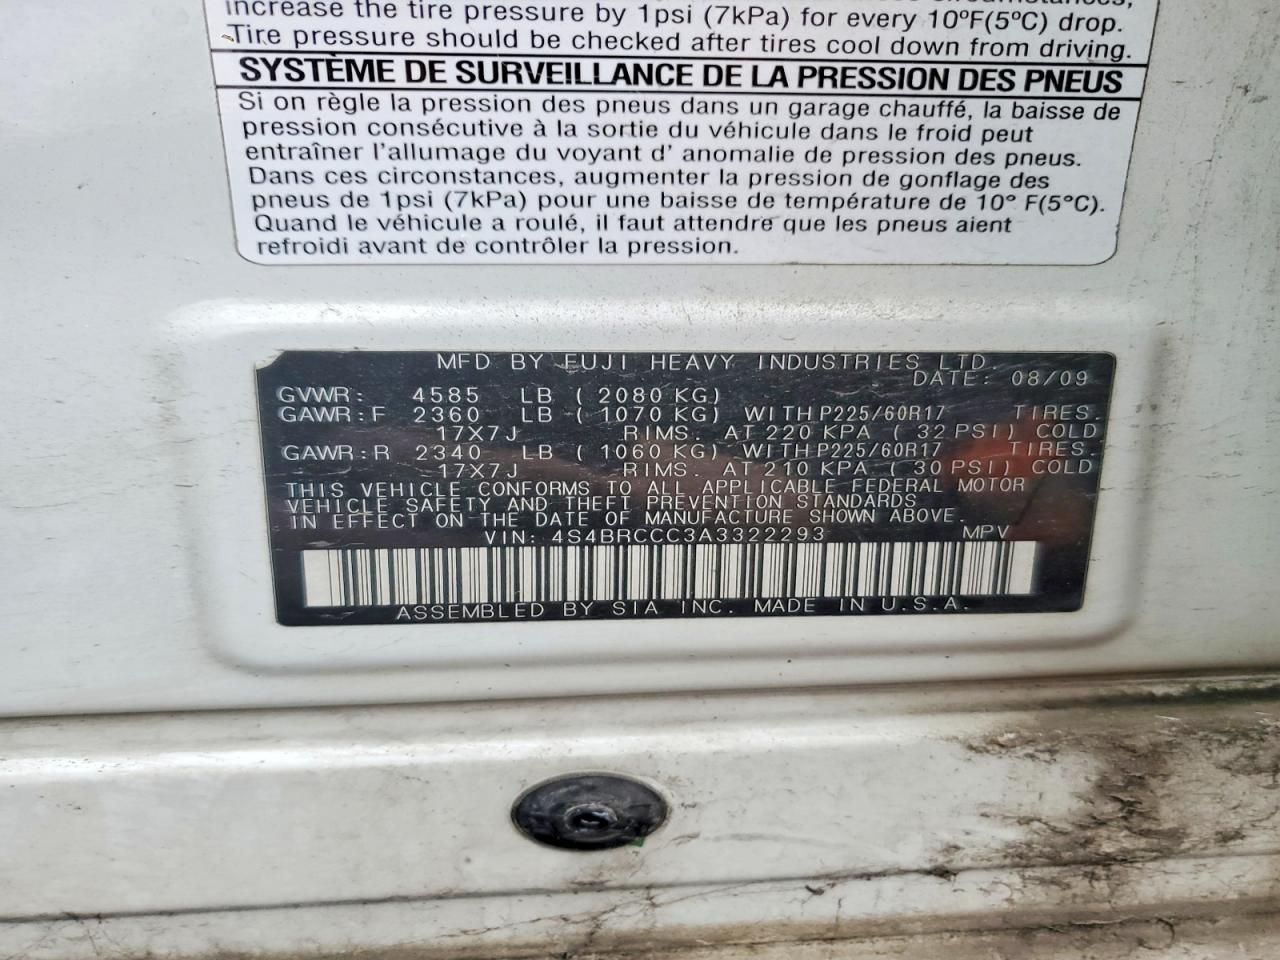 increase the tire pressure by 1psi (7kPa) for every 10ºF(5ºC) drop.
Tire pressure should be checked after tires cool down from driving.
SYSTÈME DE SURVEILLANCE DE LA PRESSION DES PNEUS
Si on règle la pression des pneus dans un garage chauffé, la baisse de
pression consécutive à la sortie du véhicule dans le froid peut
entraîner l'allumage du voyant d' anomalie de pression des pneus.
Dans ces circonstances, augmenter la pression de gonflage des
pneus de 1psi (7kPa) pour une baisse de température de 10° F(5°C).
Quand le véhicule a roulé, il faut attendre que les pneus aient
refroidi avant de contrôler la pression.
MFD BY FUJI HEAVY INDUSTRIES LTD.
DATE: 08/09
GVWR: 4585 LB ( 2080 KG)
GAWR:F 2360 LB ( 1070 KG) WITH P225/60R17 TIRES.
17X7J RIMS. AT 220 KPA ( 32 PSI) COLD
GAWR:R 2340 LB ( 1060 KG) WITH P225/60R17 TIRES.
17X7J RIMS. AT 210 KPA ( 30 PSI) COLD
THIS VEHICLE CONFORMS TO ALL APPLICABLE FEDERAL MOTOR
VEHICLE SAFETY AND THEFT PREVENTION STANDARDS
IN EFFECT ON THE DATE OF MANUFACTURE SHOWN ABOVE.
VIN: 4S4BRCCC3A3322293 MPV
ASSEMBLED BY SIA INC. MADE IN U.S.A.